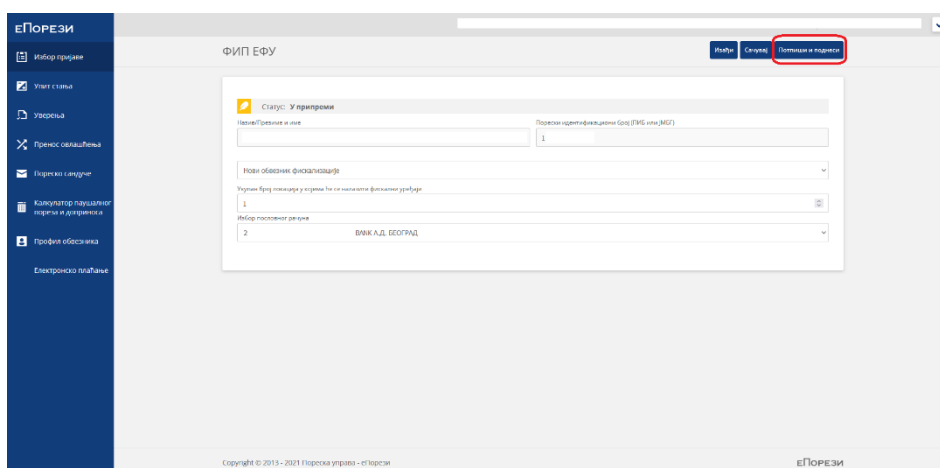 еПорези
ФИП ЕФУ
Изађи Сачувај Потпиши и поднеси
Избор пријаве
Упит стања
Уверења
Пренос овлашћења
Пореско сандуче
Калкулатор паушалног
пореза и доприноса
Профил обвезника
Електронско плаћање
Статус: У припреми
Назив/Презиме и име
Порески идентификациони број (ПИБ или ЈМБГ)
1
Нови обвезник фискализације
Укупан број локација у којима ће се налазити фискални уређаји
1
Избор пословног рачуна
2 BANK А.Д. БЕОГРАД
Copyright © 2013 - 2021 Пореска управа - еПорези
еПорези